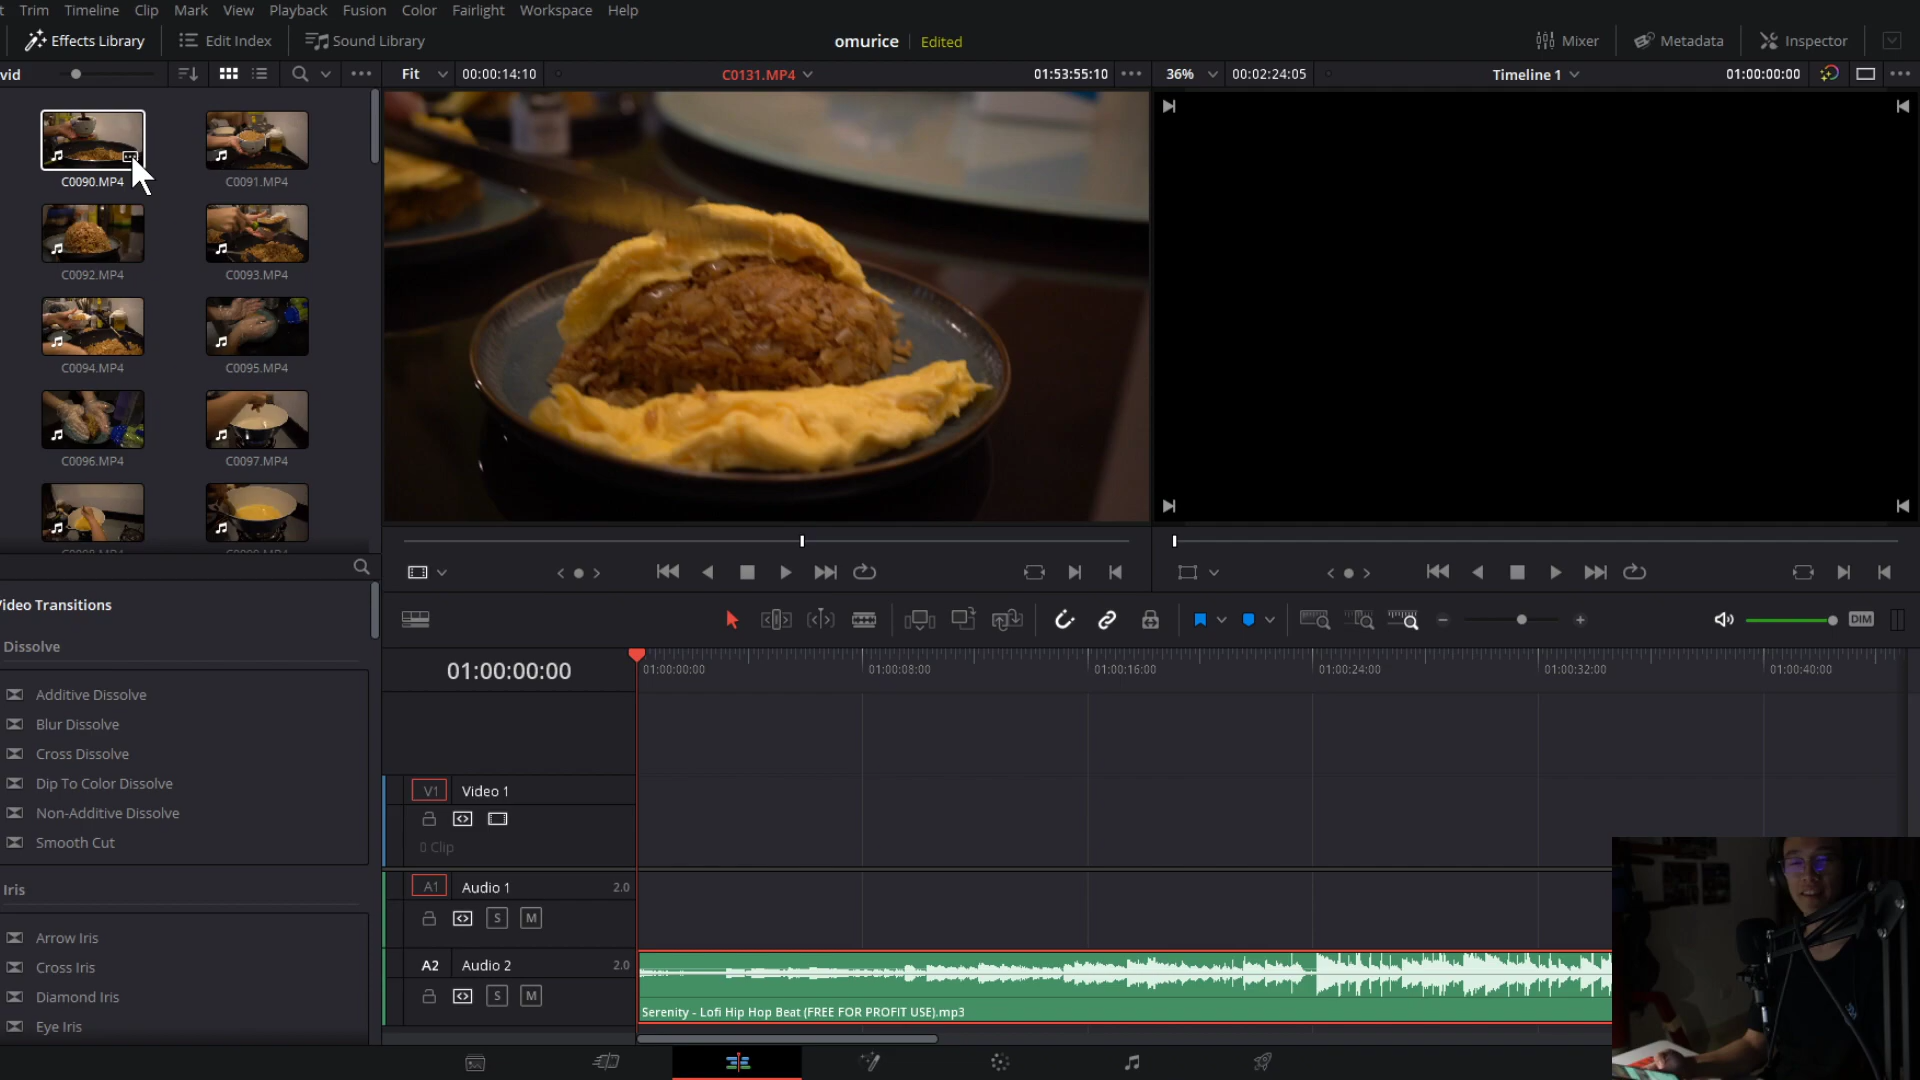 t Trim Timeline Clip Mark View Playback Fusion Color Fairlight Workspace Help
Effects Library Edit Index Sound Library omurice Edited Mixer Metadata Inspector
vid Fit 00:00:14:10 C0131.MP4 01:53:55:10 36% 00:02:24:05 Timeline 1 01:00:00:00
C0090.MP4 C0091.MP4
C0092.MP4 C0093.MP4
C0094.MP4 C0095.MP4
C0096.MP4 C0097.MP4
Video Transitions
Dissolve
Additive Dissolve
Blur Dissolve
Cross Dissolve
Dip To Color Dissolve
Non-Additive Dissolve
Smooth Cut
Iris
Arrow Iris
Cross Iris
Diamond Iris
Eye Iris
DIM
01:00:00:00 01:00:00:00 01:00:08:00 01:00:16:00 01:00:24:00 01:00:32:00 01:00:40:00
V1 Video 1
0 Clip
A1 Audio 1 2.0
S M
A2 Audio 2 2.0
S M
Serenity - Lofi Hip Hop Beat (FREE FOR PROFIT USE).mp3